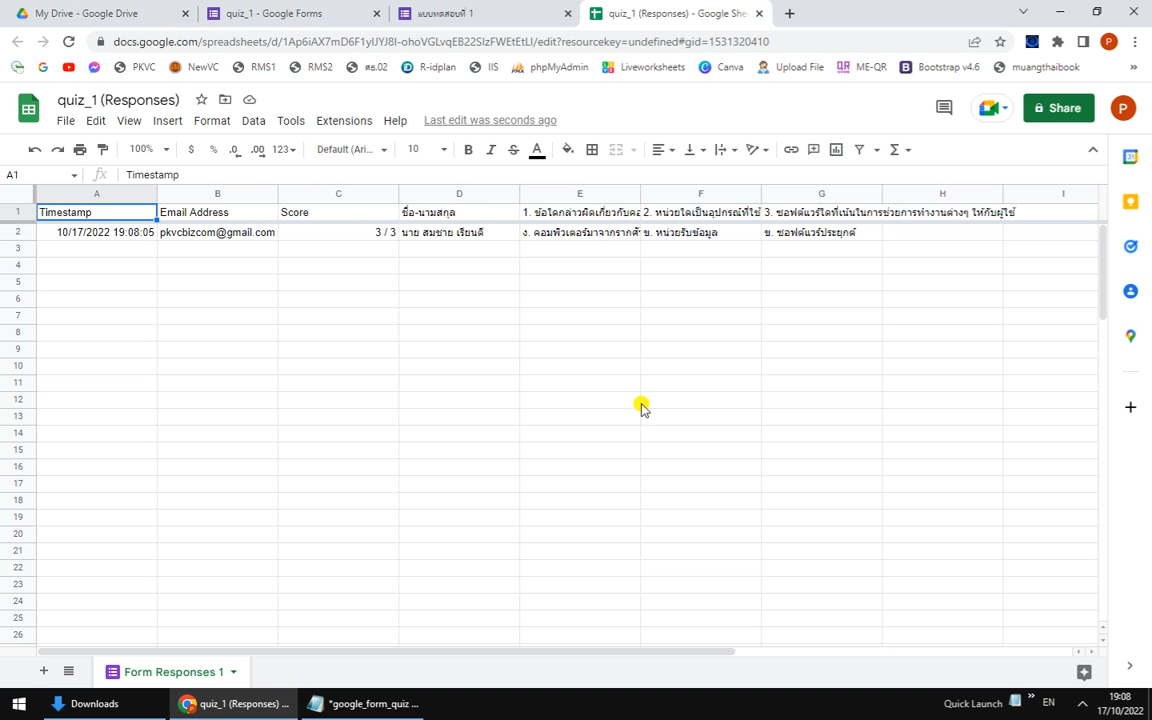 My Drive - Google Drive
quiz_1 - Google Forms
แบบทดสอบที่ 1
quiz_1 (Responses) - Google She
docs.google.com/spreadsheets/d/1Ap6iAX7mD6F1yIJYJ8I-ohoVGLvqEB22SIzFWEtEtLI/edit?resourcekey=undefined#gid=1531320410
PKVC NewVC RMS1 RMS2 ศธ.02 R-idplan IIS phpMyAdmin Liveworksheets Canva Upload File ME-QR Bootstrap v4.6 muangthaibook
quiz_1 (Responses)
File Edit View Insert Format Data Tools Extensions Help Last edit was seconds ago
Share
P
100% $ % .0 .00 123 Default (Ari... 10 B I S A
A1 fx Timestamp
A B C D E F G H I
1 Timestamp Email Address Score ชื่อ-นามสกุล 1. ข้อใดกล่าวผิดเกี่ยวกับคอ 2. หน่วยใดเป็นอุปกรณ์ที่ใช้ 3. ซอฟต์แวร์ใดที่เน้นในการช่วยการทำงานต่างๆ ให้กับผู้ใช้
2 10/17/2022 19:08:05 pkvcbizcom@gmail.com 3 / 3 นาย สมชาย เรียนดี ง. คอมพิวเตอร์มาจากรากศั ข. หน่วยรับข้อมูล ข. ซอฟต์แวร์ประยุกต์
3
4
5
6
7
8
9
10
11
12
13
14
15
16
17
18
19
20
21
22
23
24
25
26
Form Responses 1
Downloads
quiz_1 (Responses) ...
*google_form_quiz ...
Quick Launch
EN
19:08
17/10/2022